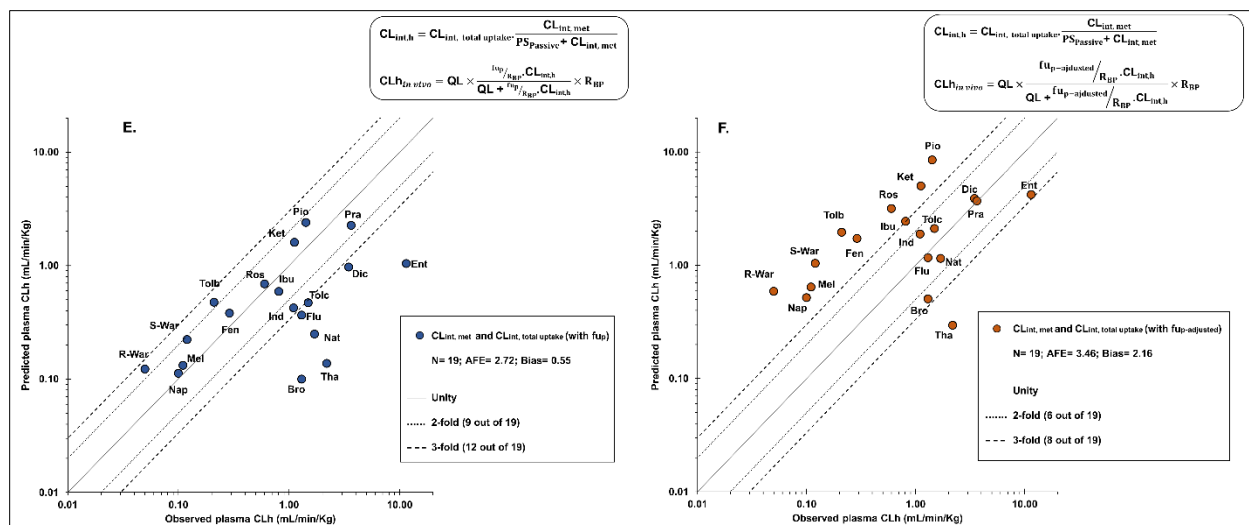 CLint,h = CLint, total uptake· CLint, met / PSPassive + CLint, met
CLhin vivo = QL × fup/RBP .CLint,h / QL + fup/RBP .CLint,h × RBP
CLint,h = CLint, total uptake· CLint, met / PSPassive + CLint, met
CLhin vivo = QL × fup−ajdusted/RBP .CLint,h / QL + fup−ajdusted/RBP .CLint,h × RBP
E.
Predicted plasma CLh (mL/min/Kg)
10.00
1.00
0.10
0.01
Pio
Pra
Ket
Ent
Dic
Ros
Ibu
Tolb
Tolc
Fen
Ind
Flu
S-War
Nat
R-War
Mel
Tha
Nap
Bro
CLint, met and CLint, total uptake (with fup)
N= 19; AFE= 2.72; Bias= 0.55
Unity
2-fold (9 out of 19)
3-fold (12 out of 19)
0.01
0.10
1.00
10.00
Observed plasma CLh (mL/min/Kg)
F.
Predicted plasma CLh (mL/min/Kg)
10.00
1.00
0.10
0.01
Pio
Ket
Dic
Ent
Ros
Pra
Tolb
Ibu
Tolc
Fen
Ind
S-War
Flu
Nat
R-War
Mel
Nap
Bro
Tha
CLint, met and CLint, total uptake (with fup-adjusted)
N= 19; AFE = 3.46; Bias= 2.16
Unity
2-fold (6 out of 19)
3-fold (8 out of 19)
0.01
0.10
1.00
10.00
Observed plasma CLh (mL/min/Kg)